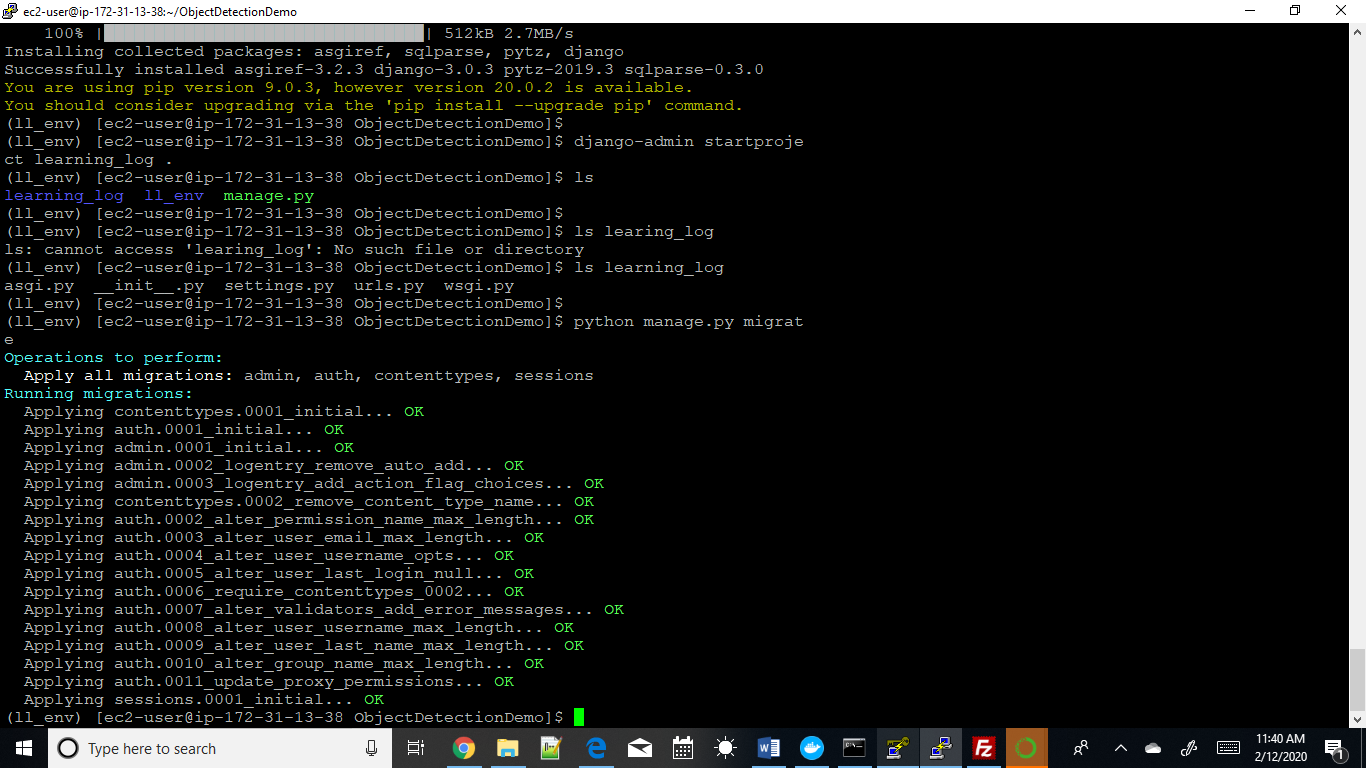 ec2-user@ip-172-31-13-38:~/ObjectDetectionDemo
100% |████████████████████████████████| 512kB 2.7MB/s
Installing collected packages: asgiref, sqlparse, pytz, django
Successfully installed asgiref-3.2.3 django-3.0.3 pytz-2019.3 sqlparse-0.3.0
You are using pip version 9.0.3, however version 20.0.2 is available.
You should consider upgrading via the 'pip install --upgrade pip' command.
(ll_env) [ec2-user@ip-172-31-13-38 ObjectDetectionDemo]$
(ll_env) [ec2-user@ip-172-31-13-38 ObjectDetectionDemo]$ django-admin startproje
ct learning_log .
(ll_env) [ec2-user@ip-172-31-13-38 ObjectDetectionDemo]$ ls
learning_log  ll_env  manage.py
(ll_env) [ec2-user@ip-172-31-13-38 ObjectDetectionDemo]$
(ll_env) [ec2-user@ip-172-31-13-38 ObjectDetectionDemo]$ ls learing_log
ls: cannot access 'learing_log': No such file or directory
(ll_env) [ec2-user@ip-172-31-13-38 ObjectDetectionDemo]$ ls learning_log
asgi.py  __init__.py  settings.py  urls.py  wsgi.py
(ll_env) [ec2-user@ip-172-31-13-38 ObjectDetectionDemo]$
(ll_env) [ec2-user@ip-172-31-13-38 ObjectDetectionDemo]$ python manage.py migrat
e
Operations to perform:
  Apply all migrations: admin, auth, contenttypes, sessions
Running migrations:
  Applying contenttypes.0001_initial... OK
  Applying auth.0001_initial... OK
  Applying admin.0001_initial... OK
  Applying admin.0002_logentry_remove_auto_add... OK
  Applying admin.0003_logentry_add_action_flag_choices... OK
  Applying contenttypes.0002_remove_content_type_name... OK
  Applying auth.0002_alter_permission_name_max_length... OK
  Applying auth.0003_alter_user_email_max_length... OK
  Applying auth.0004_alter_user_username_opts... OK
  Applying auth.0005_alter_user_last_login_null... OK
  Applying auth.0006_require_contenttypes_0002... OK
  Applying auth.0007_alter_validators_add_error_messages... OK
  Applying auth.0008_alter_user_username_max_length... OK
  Applying auth.0009_alter_user_last_name_max_length... OK
  Applying auth.0010_alter_group_name_max_length... OK
  Applying auth.0011_update_proxy_permissions... OK
  Applying sessions.0001_initial... OK
(ll_env) [ec2-user@ip-172-31-13-38 ObjectDetectionDemo]$
Type here to search
11:40 AM
2/12/2020
1